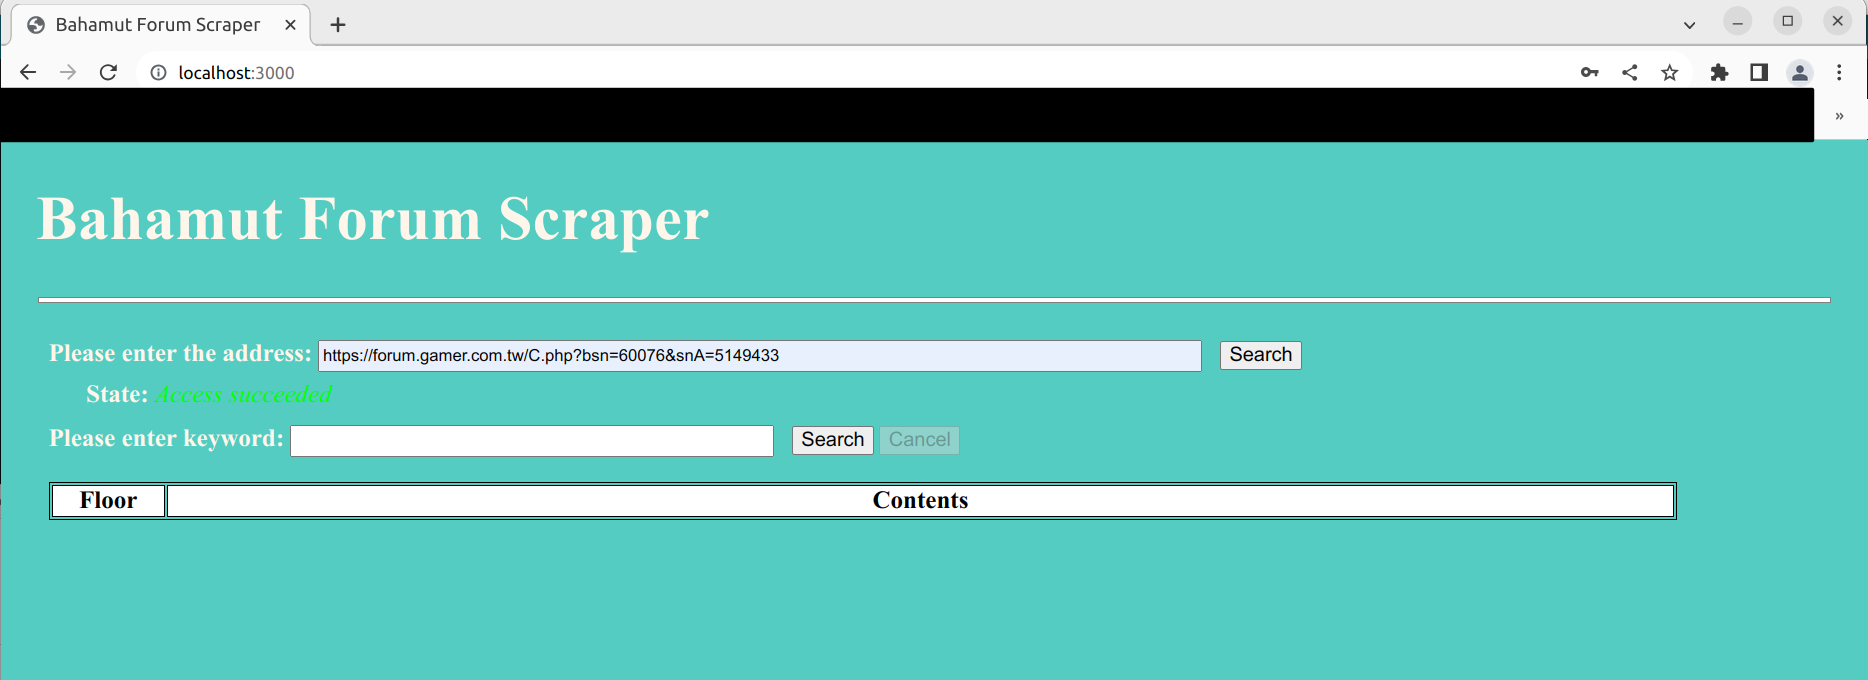 Bahamut Forum Scraper
localhost:3000
»
Bahamut Forum Scraper
Please enter the address: https://forum.gamer.com.tw/C.php?bsn=60076&snA=5149433 Search
State: Access succeeded
Please enter keyword: Search Cancel
Floor Contents